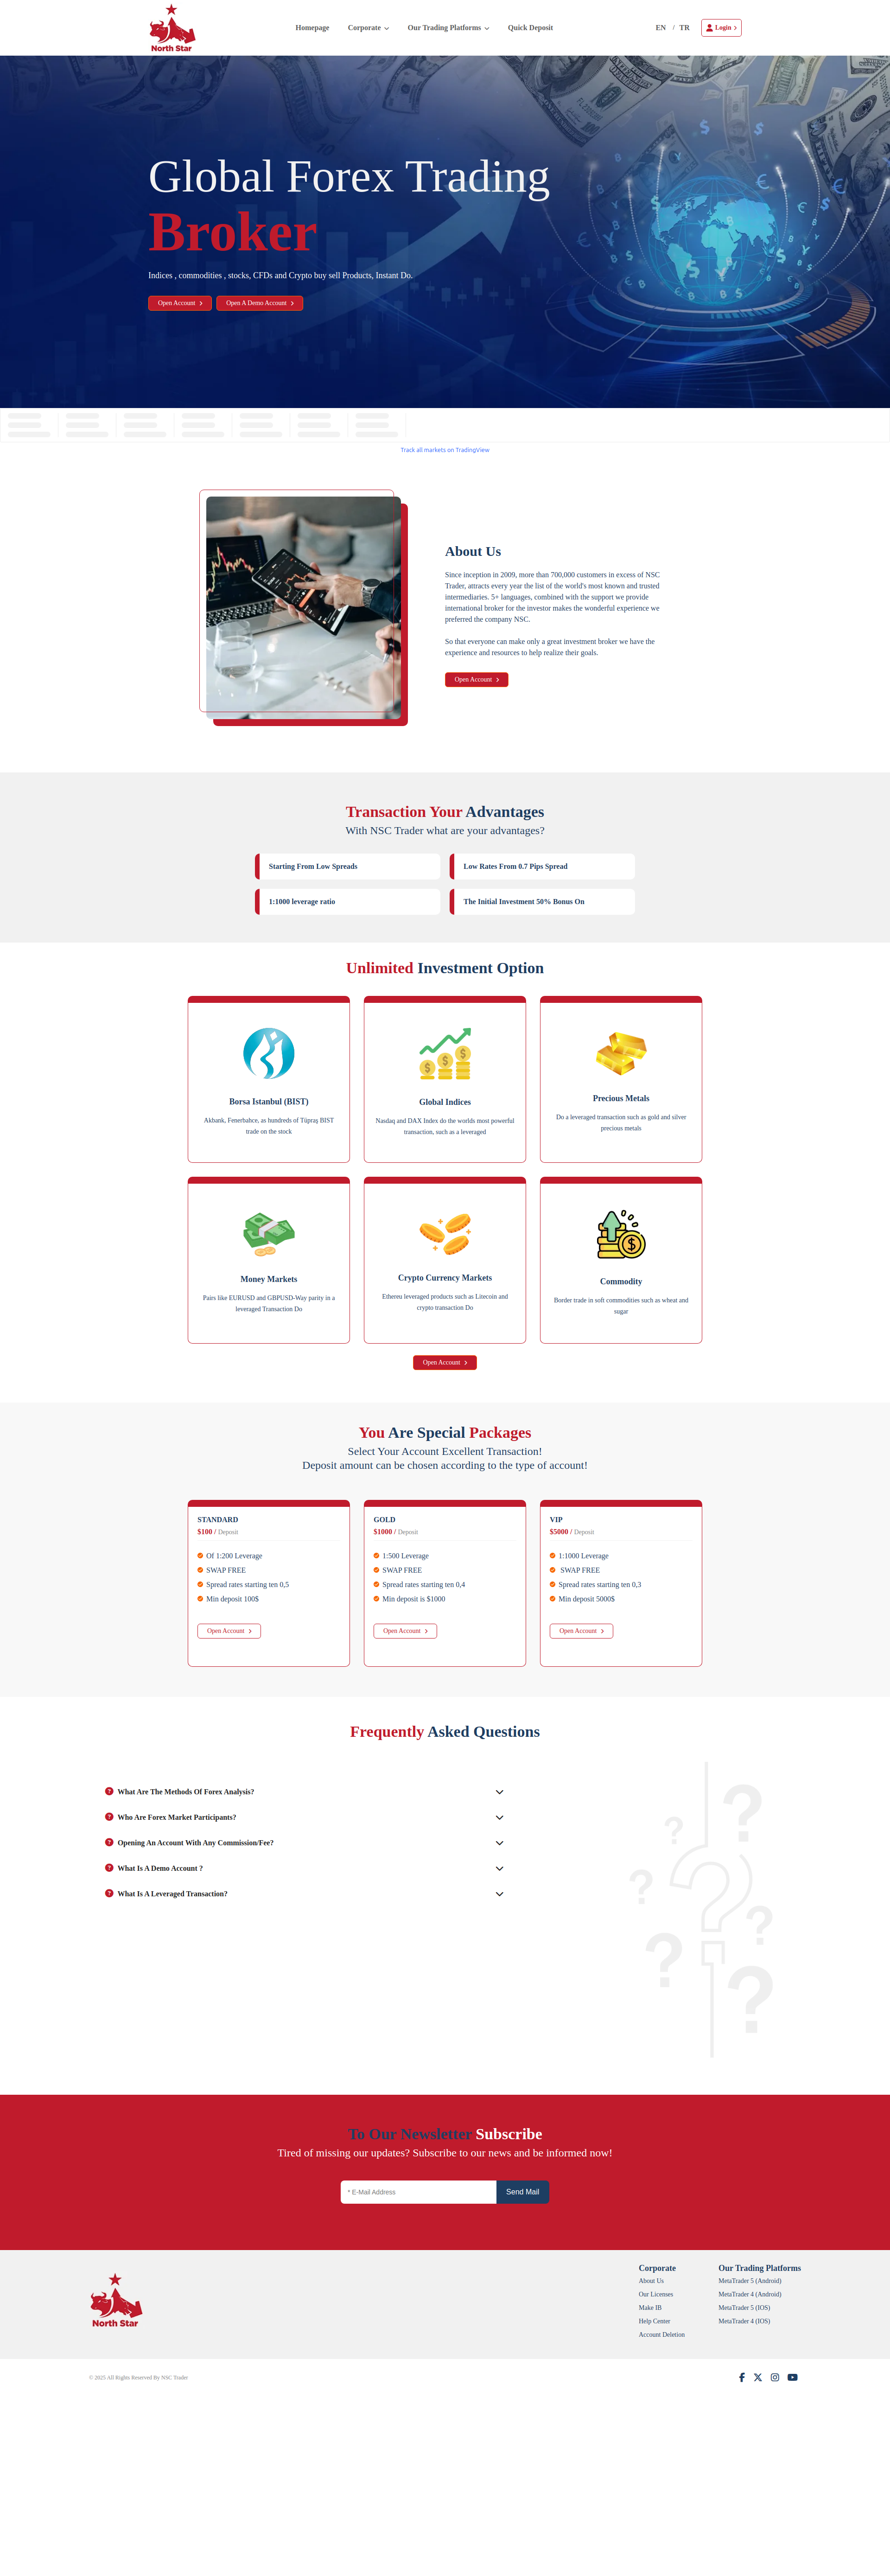 North Star
Homepage
Corporate
Our Trading Platforms
Quick Deposit
EN / TR
Login
Global Forex Trading
Broker
Indices , commodities , stocks, CFDs and Crypto buy sell Products, Instant Do.
Open Account
Open A Demo Account
Track all markets on TradingView
About Us
Since inception in 2009, more than 700,000 customers in excess of NSC
Trader, attracts every year the list of the world's most known and trusted
intermediaries. 5+ languages, combined with the support we provide
international broker for the investor makes the wonderful experience we
preferred the company NSC.
So that everyone can make only a great investment broker we have the
experience and resources to help realize their goals.
Open Account
Transaction Your Advantages
With NSC Trader what are your advantages?
Starting From Low Spreads
Low Rates From 0.7 Pips Spread
1:1000 leverage ratio
The Initial Investment 50% Bonus On
Unlimited Investment Option
Borsa Istanbul (BIST)
Akbank, Fenerbahce, as hundreds of Tüpraş BIST
trade on the stock
Global Indices
Nasdaq and DAX Index do the worlds most powerful
transaction, such as a leveraged
Precious Metals
Do a leveraged transaction such as gold and silver
precious metals
Money Markets
Pairs like EURUSD and GBPUSD-Way parity in a
leveraged Transaction Do
Crypto Currency Markets
Ethereu leveraged products such as Litecoin and
crypto transaction Do
Commodity
Border trade in soft commodities such as wheat and
sugar
Open Account
You Are Special Packages
Select Your Account Excellent Transaction!
Deposit amount can be chosen according to the type of account!
STANDARD
$100 / Deposit
Of 1:200 Leverage
SWAP FREE
Spread rates starting ten 0,5
Min deposit 100$
Open Account
GOLD
$1000 / Deposit
1:500 Leverage
SWAP FREE
Spread rates starting ten 0,4
Min deposit is $1000
Open Account
VIP
$5000 / Deposit
1:1000 Leverage
SWAP FREE
Spread rates starting ten 0,3
Min deposit 5000$
Open Account
Frequently Asked Questions
What Are The Methods Of Forex Analysis?
Who Are Forex Market Participants?
Opening An Account With Any Commission/Fee?
What Is A Demo Account ?
What Is A Leveraged Transaction?
To Our Newsletter Subscribe
Tired of missing our updates? Subscribe to our news and be informed now!
* E-Mail Address
Send Mail
North Star
Corporate
About Us
Our Licenses
Make IB
Help Center
Account Deletion
Our Trading Platforms
MetaTrader 5 (Android)
MetaTrader 4 (Android)
MetaTrader 5 (IOS)
MetaTrader 4 (IOS)
© 2025 All Rights Reserved By NSC Trader